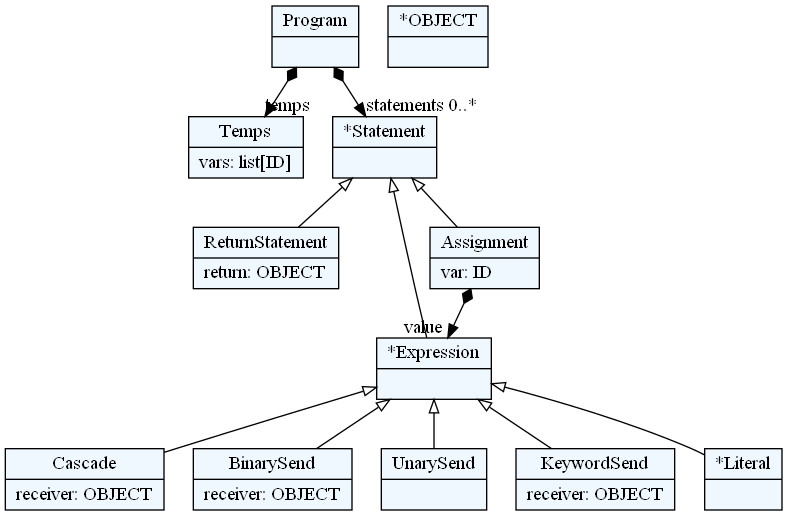 Program
*OBJECT
temps
statements 0..*
Temps
vars: list[ID]
*Statement
ReturnStatement
return: OBJECT
Assignment
var: ID
value
*Expression
Cascade
receiver: OBJECT
BinarySend
receiver: OBJECT
UnarySend
KeywordSend
receiver: OBJECT
*Literal